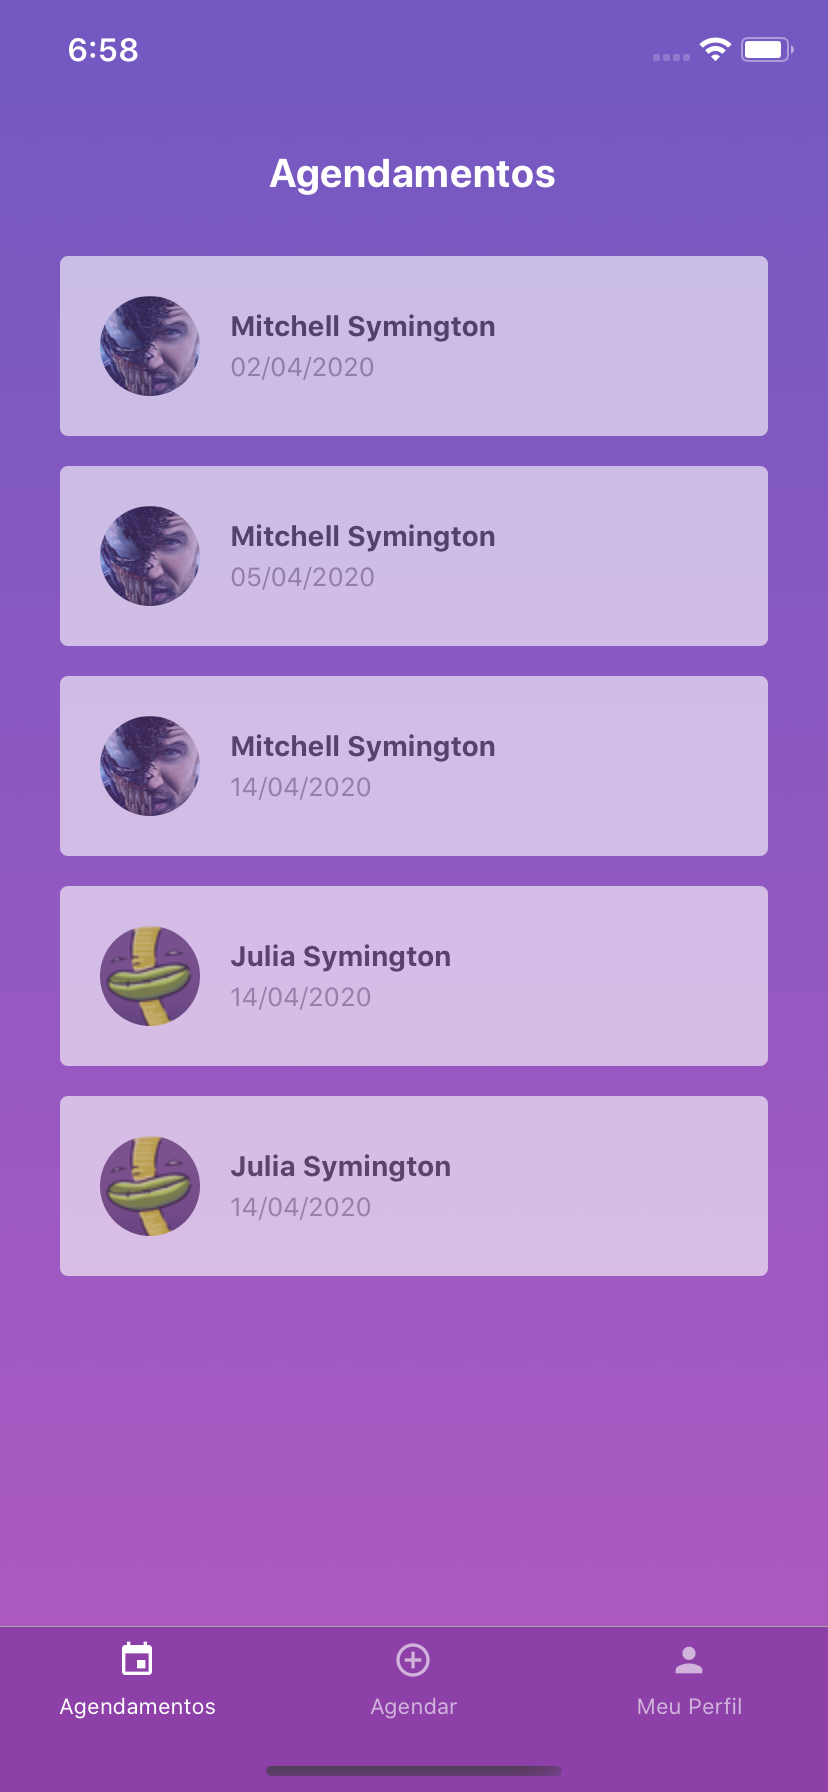 6:58
Agendamentos
Mitchell Symington
02/04/2020
Mitchell Symington
05/04/2020
Mitchell Symington
14/04/2020
Julia Symington
14/04/2020
Julia Symington
14/04/2020
Agendamentos
Agendar
Meu Perfil